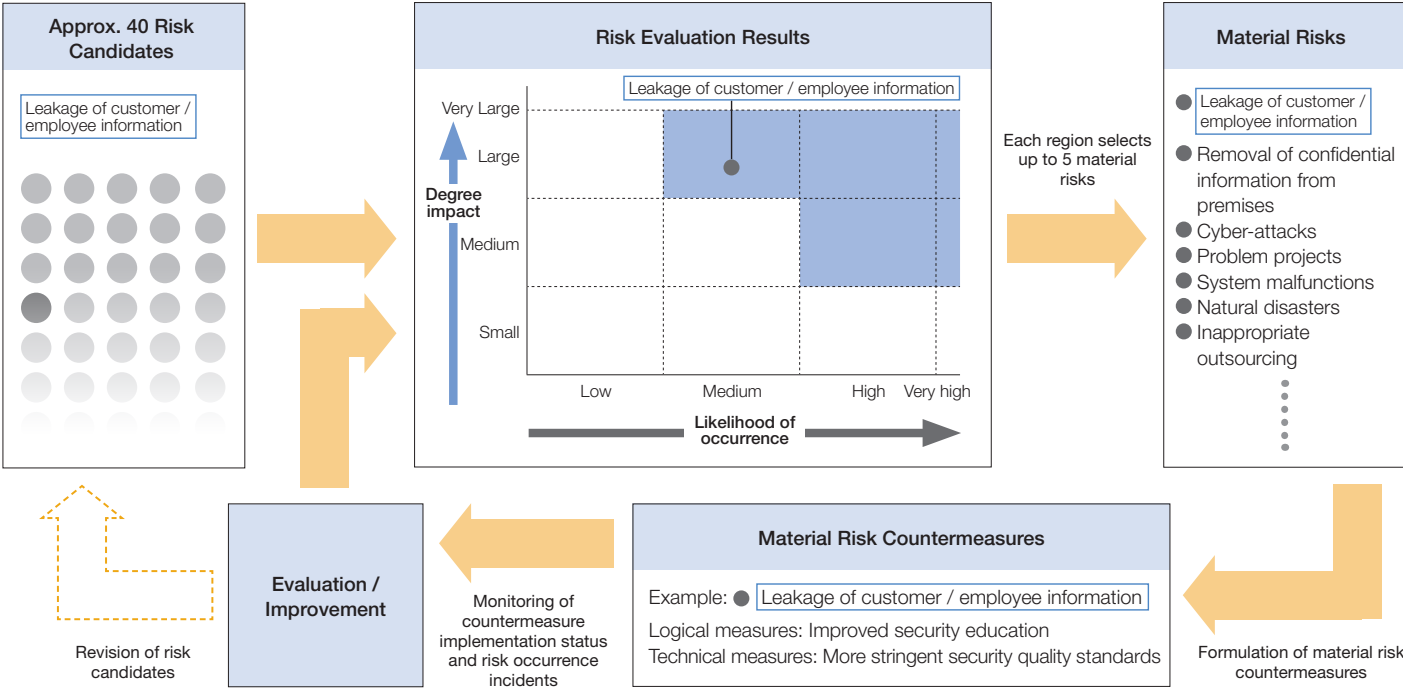 Approx. 40 Risk
Candidates
Leakage of customer /
employee information
Risk Evaluation Results
Leakage of customer / employee information
Very Large
Large
Degree
impact
Medium
Small
Low
Medium
High
Very high
Likelihood of
occurrence
Each region selects
up to 5 material
risks
Material Risks
Leakage of customer /
employee information
Removal of confidential
information from
premises
Cyber-attacks
Problem projects
System malfunctions
Natural disasters
Inappropriate
outsourcing
Formulation of material risk
countermeasures
Material Risk Countermeasures
Example:
Leakage of customer / employee information
Logical measures: Improved security education
Technical measures: More stringent security quality standards
Monitoring of
countermeasure
implementation status
and risk occurrence
incidents
Evaluation /
Improvement
Revision of risk
candidates